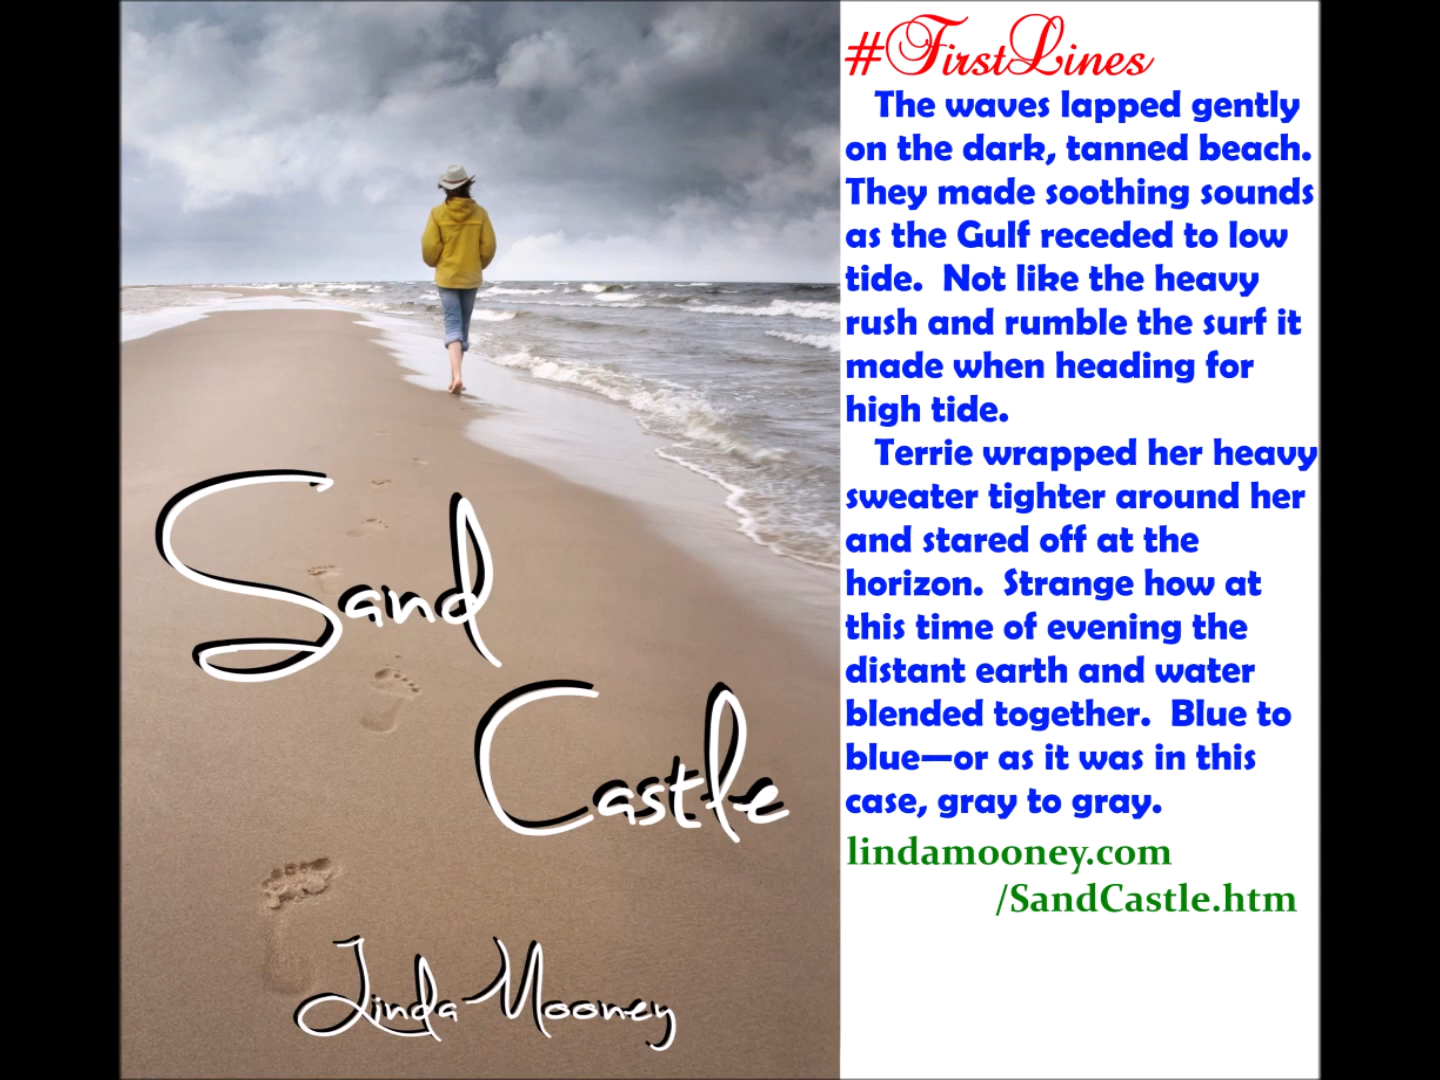 Sand
Castle
Linda Mooney
#FirstLines
The waves lapped gently
on the dark, tanned beach.
They made soothing sounds
as the Gulf receded to low
tide.  Not like the heavy
rush and rumble the surf it
made when heading for
high tide.
Terrie wrapped her heavy
sweater tighter around her
and stared off at the
horizon.  Strange how at
this time of evening the
distant earth and water
blended together.  Blue to
blue—or as it was in this
case, gray to gray.
lindamooney.com
/SandCastle.htm